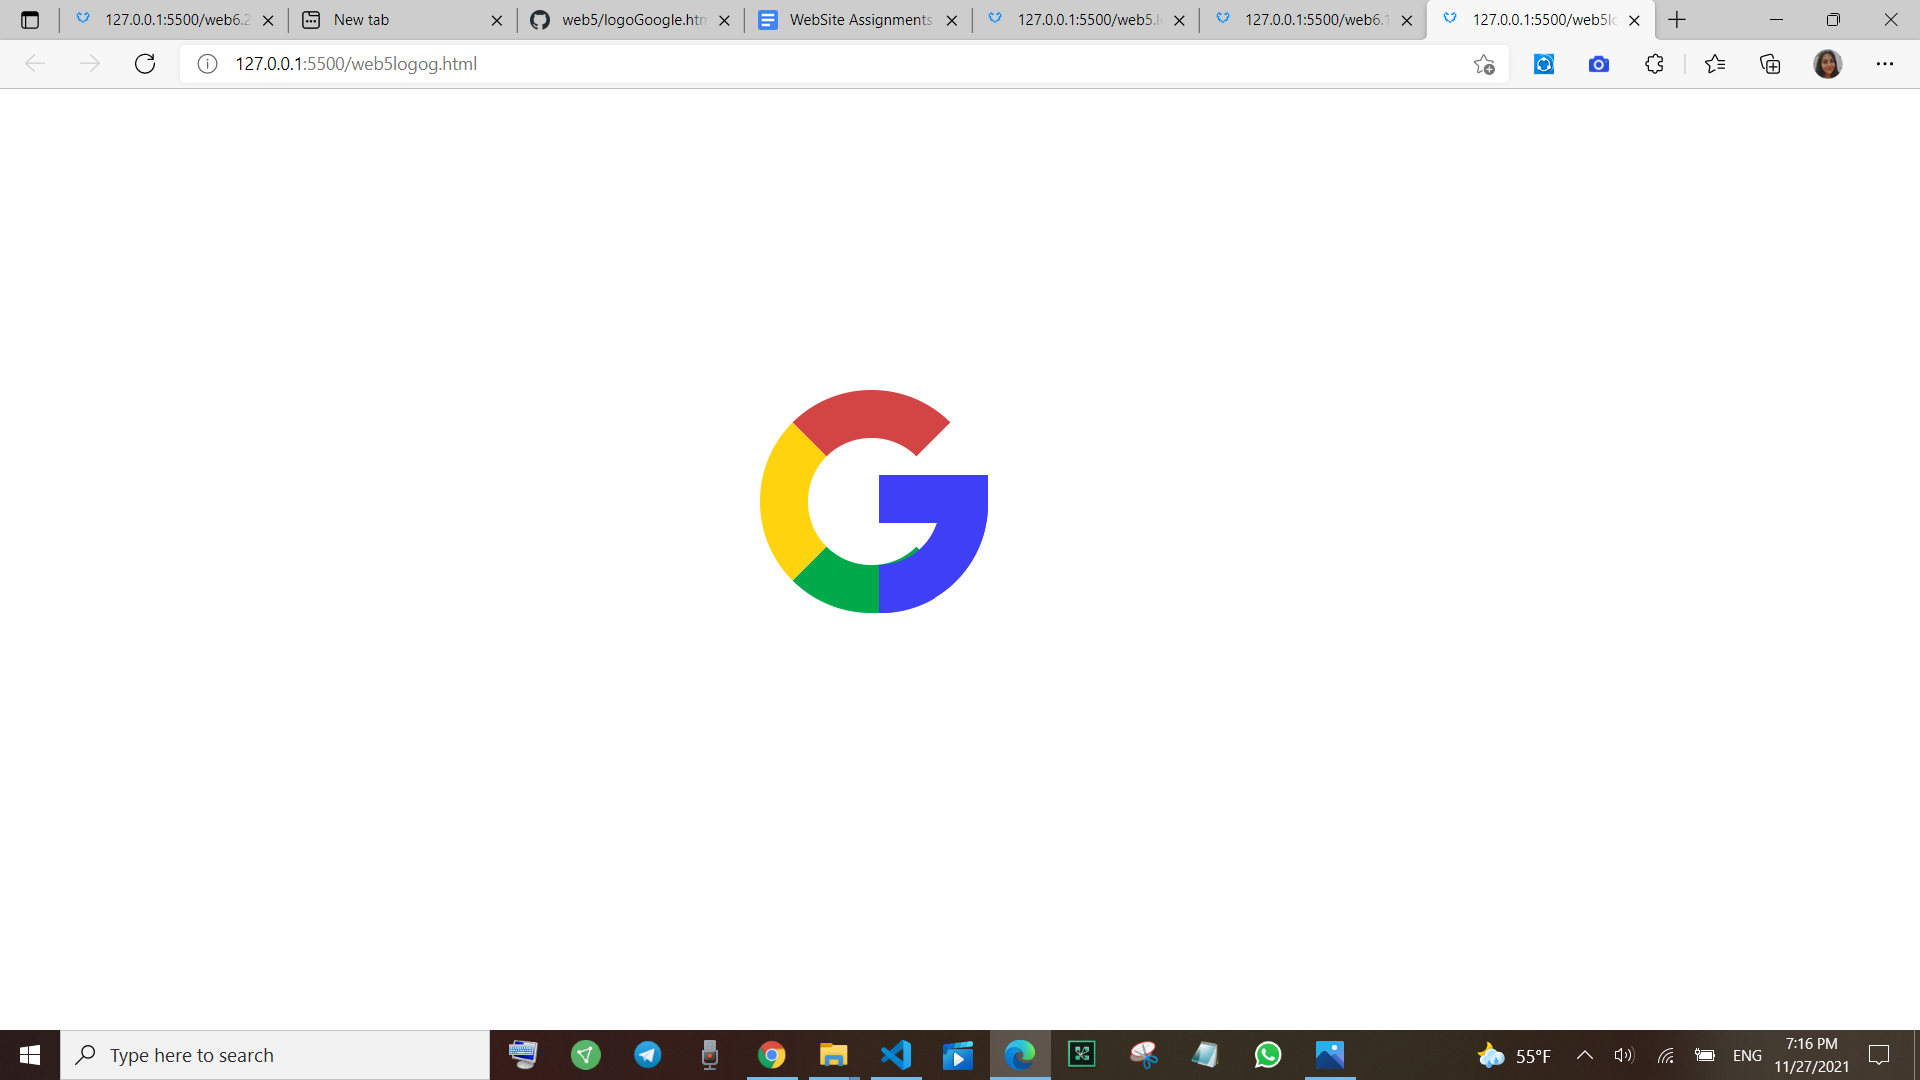 127.0.0.1:5500/web6.2
New tab
web5/logoGoogle.htm
WebSite Assignments
127.0.0.1:5500/web5.l
127.0.0.1:5500/web6.1
127.0.0.1:5500/web5lo
127.0.0.1:5500/web5logog.html
Type here to search
55°F
ENG
7:16 PM
11/27/2021